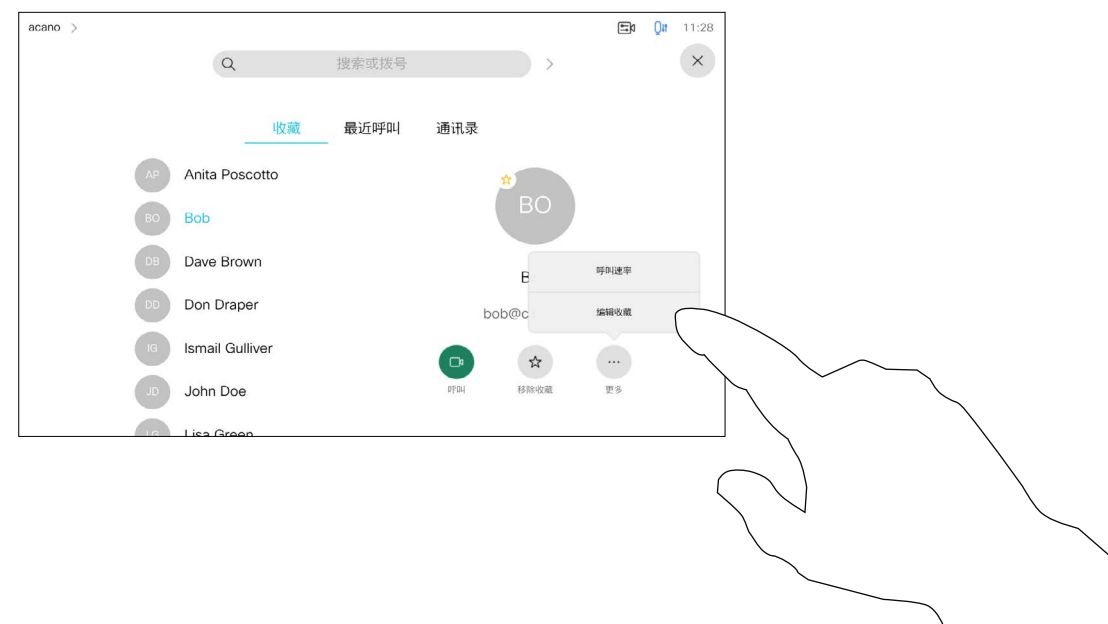 acano
11:28
搜索或拨号
收藏 最近呼叫 通讯录
AP Anita Poscotto
BO Bob
DB Dave Brown
DD Don Draper
IG Ismail Gulliver
JD John Doe
LG Lisa Green
BO
B
bob@c
呼叫速率
编辑收藏
呼叫 移除收藏 更多